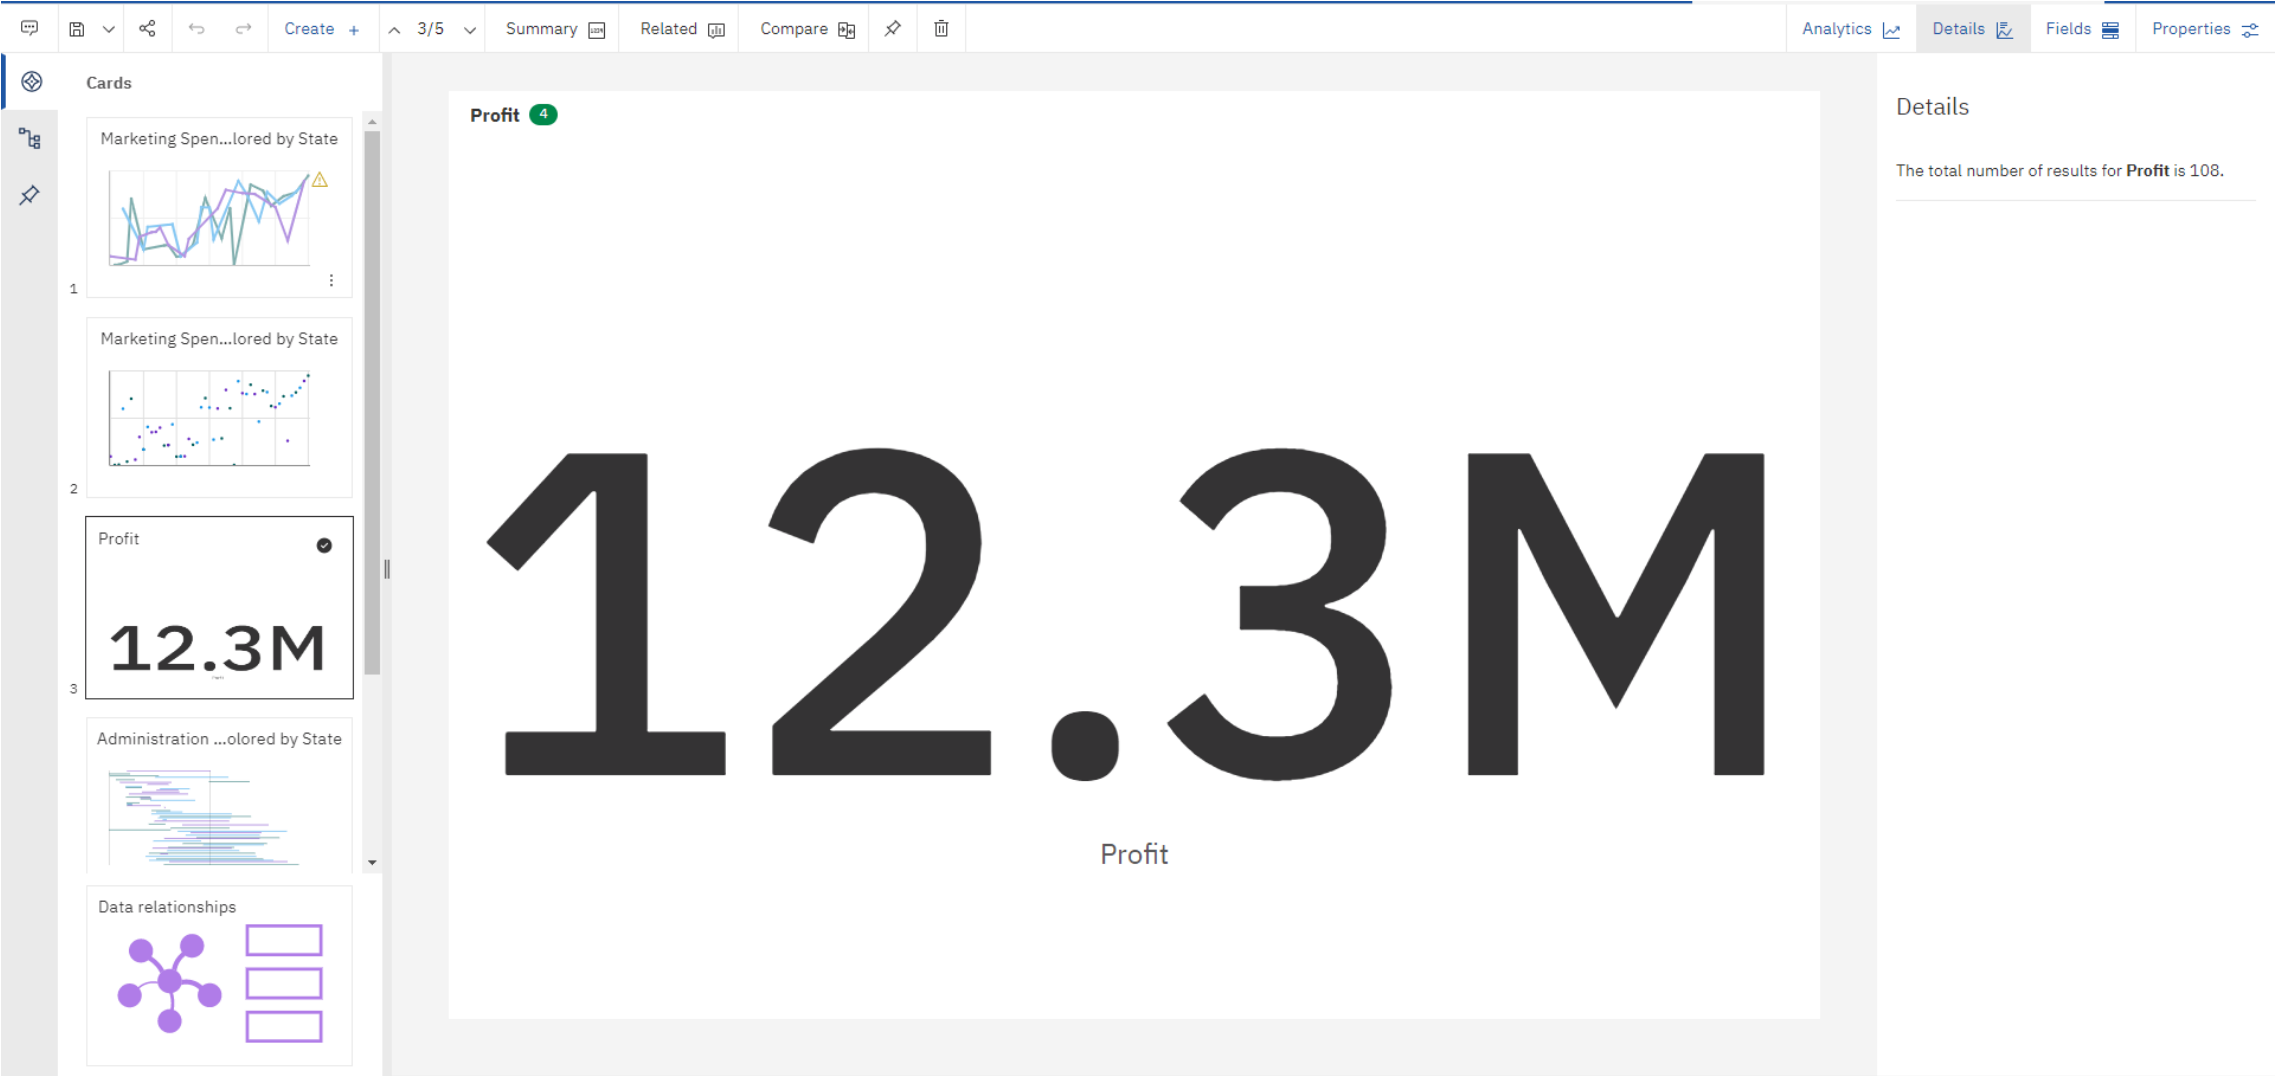 Create +
3/5
Summary
Related
Compare
Analytics
Details
Fields
Properties
Cards
Marketing Spen...lored by State
1
Marketing Spen...lored by State
2
Profit
12.3M
3
Administration ...olored by State
Data relationships
Profit 4
12.3M
Profit
Details
The total number of results for Profit is 108.